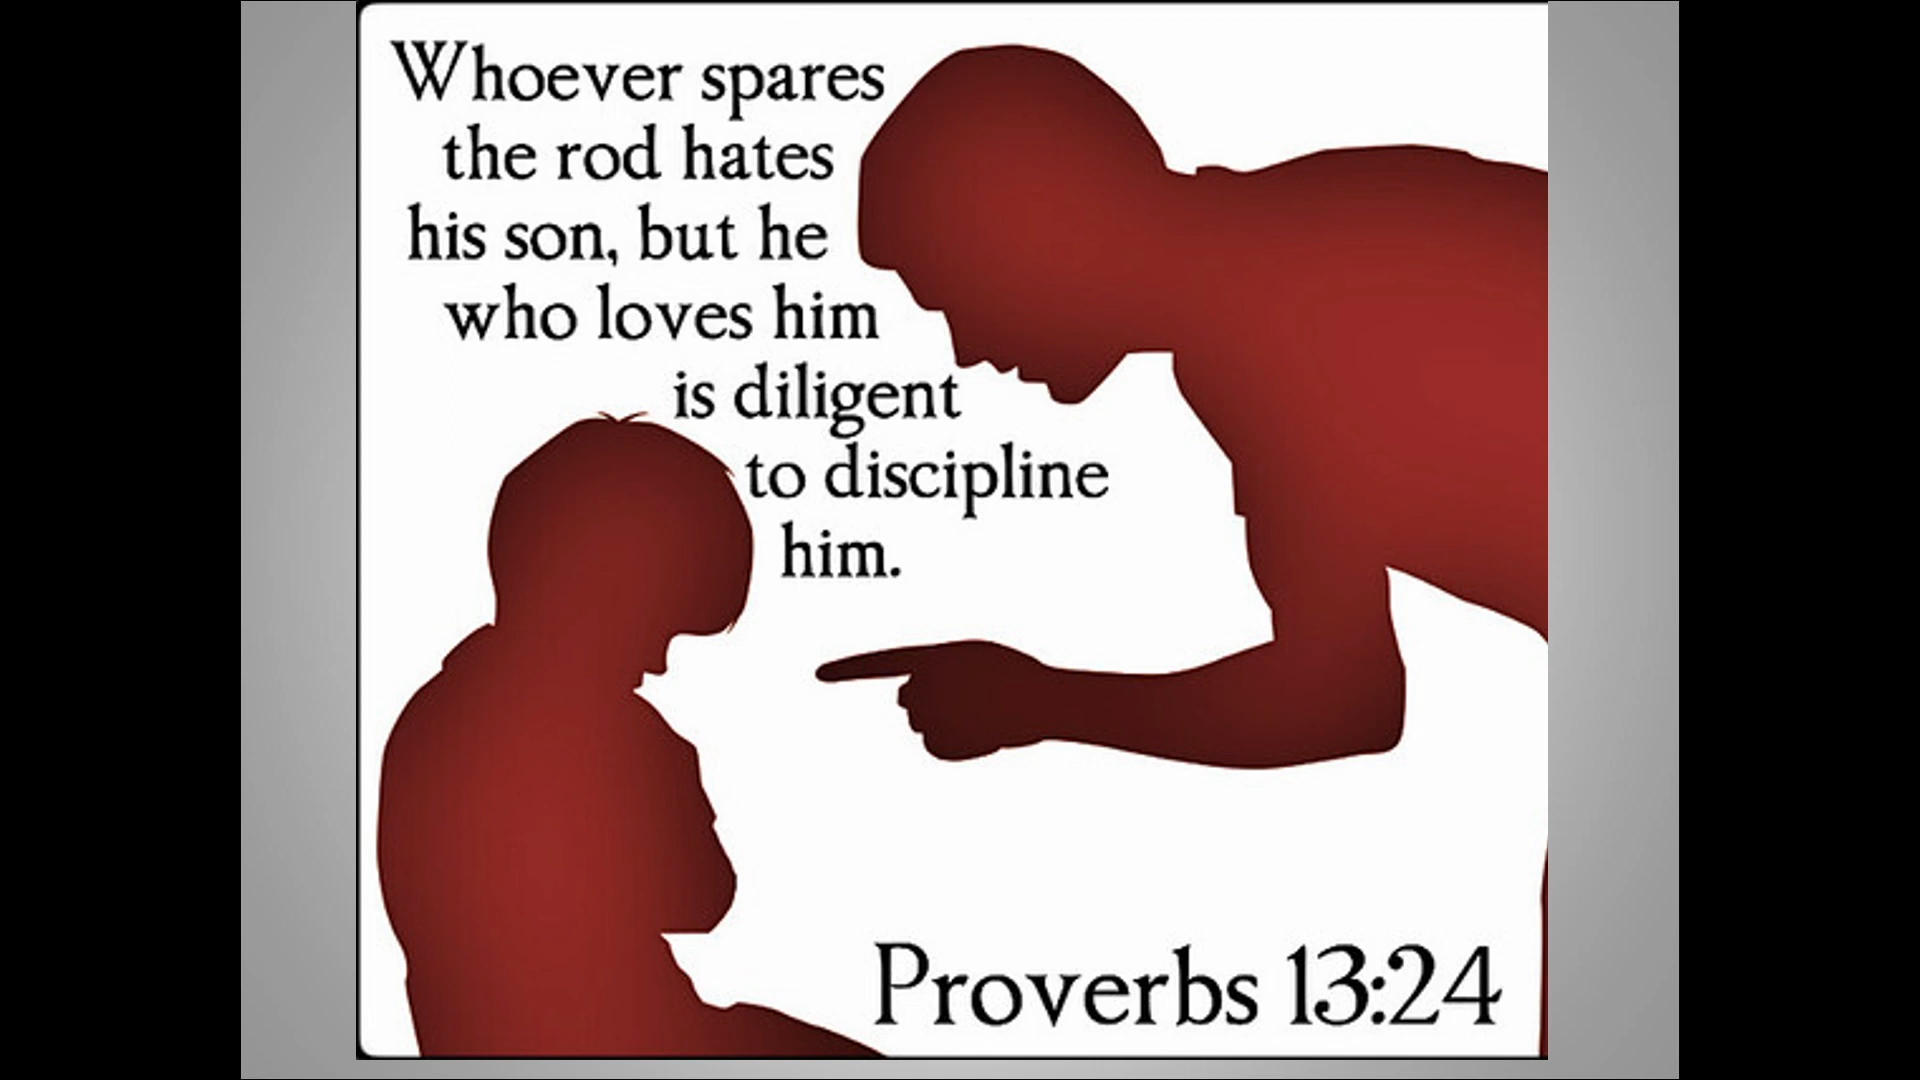 Whoever spares
the rod hates
his son, but he
who loves him
is diligent
to discipline
him.
Proverbs 13:24